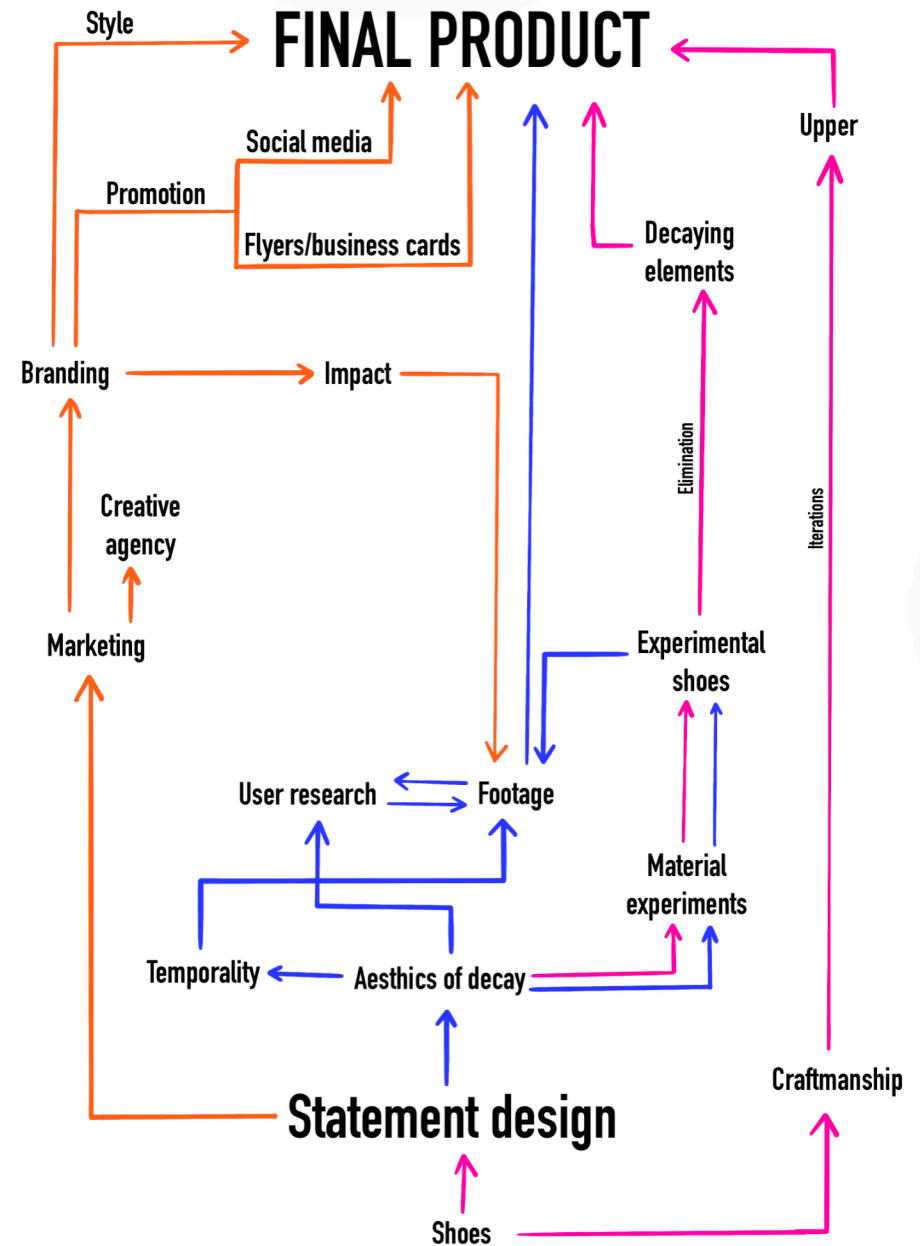 Style
FINAL PRODUCT
Upper
Social media
Promotion
Flyers/business cards
Decaying
elements
Branding
Impact
Elimination
Iterations
Creative
agency
Marketing
Experimental
shoes
User research
Footage
Material
experiments
Temporality
Aesthics of decay
Craftmanship
Statement design
Shoes